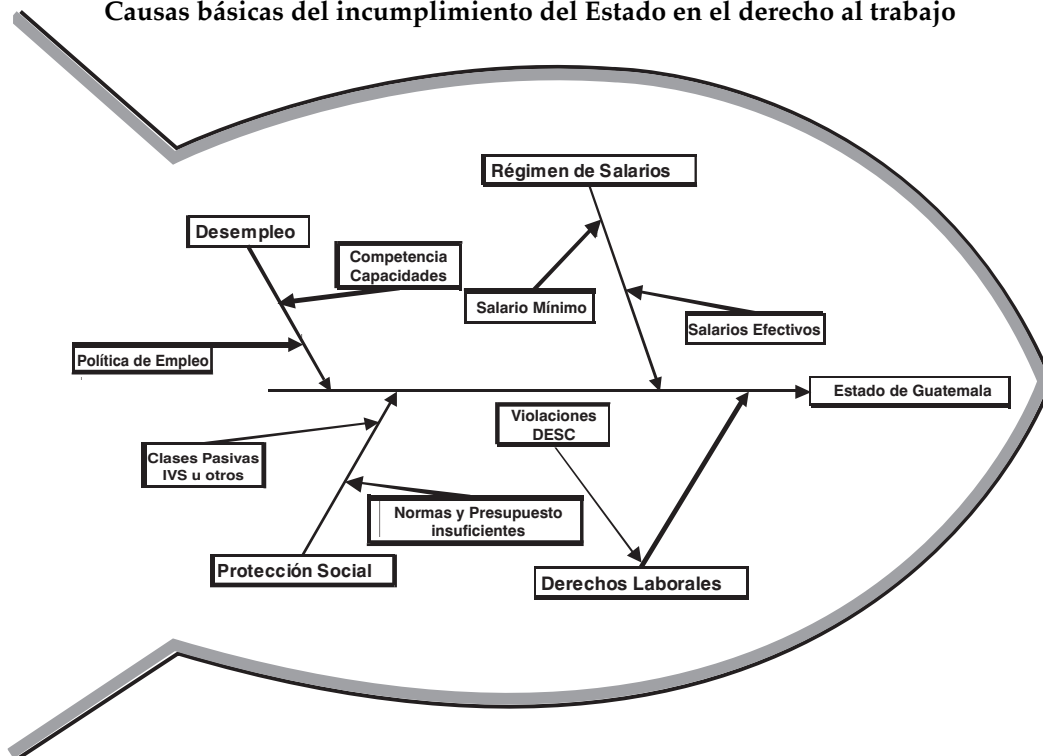 Causas básicas del incumplimiento del Estado en el derecho al trabajo
Régimen de Salarios
Desempleo
Competencia
Capacidades
Salario Mínimo
Salarios Efectivos
Política de Empleo
Estado de Guatemala
Violaciones
DESC
Clases Pasivas
IVS u otros
Normas y Presupuesto
insuficientes
Protección Social
Derechos Laborales